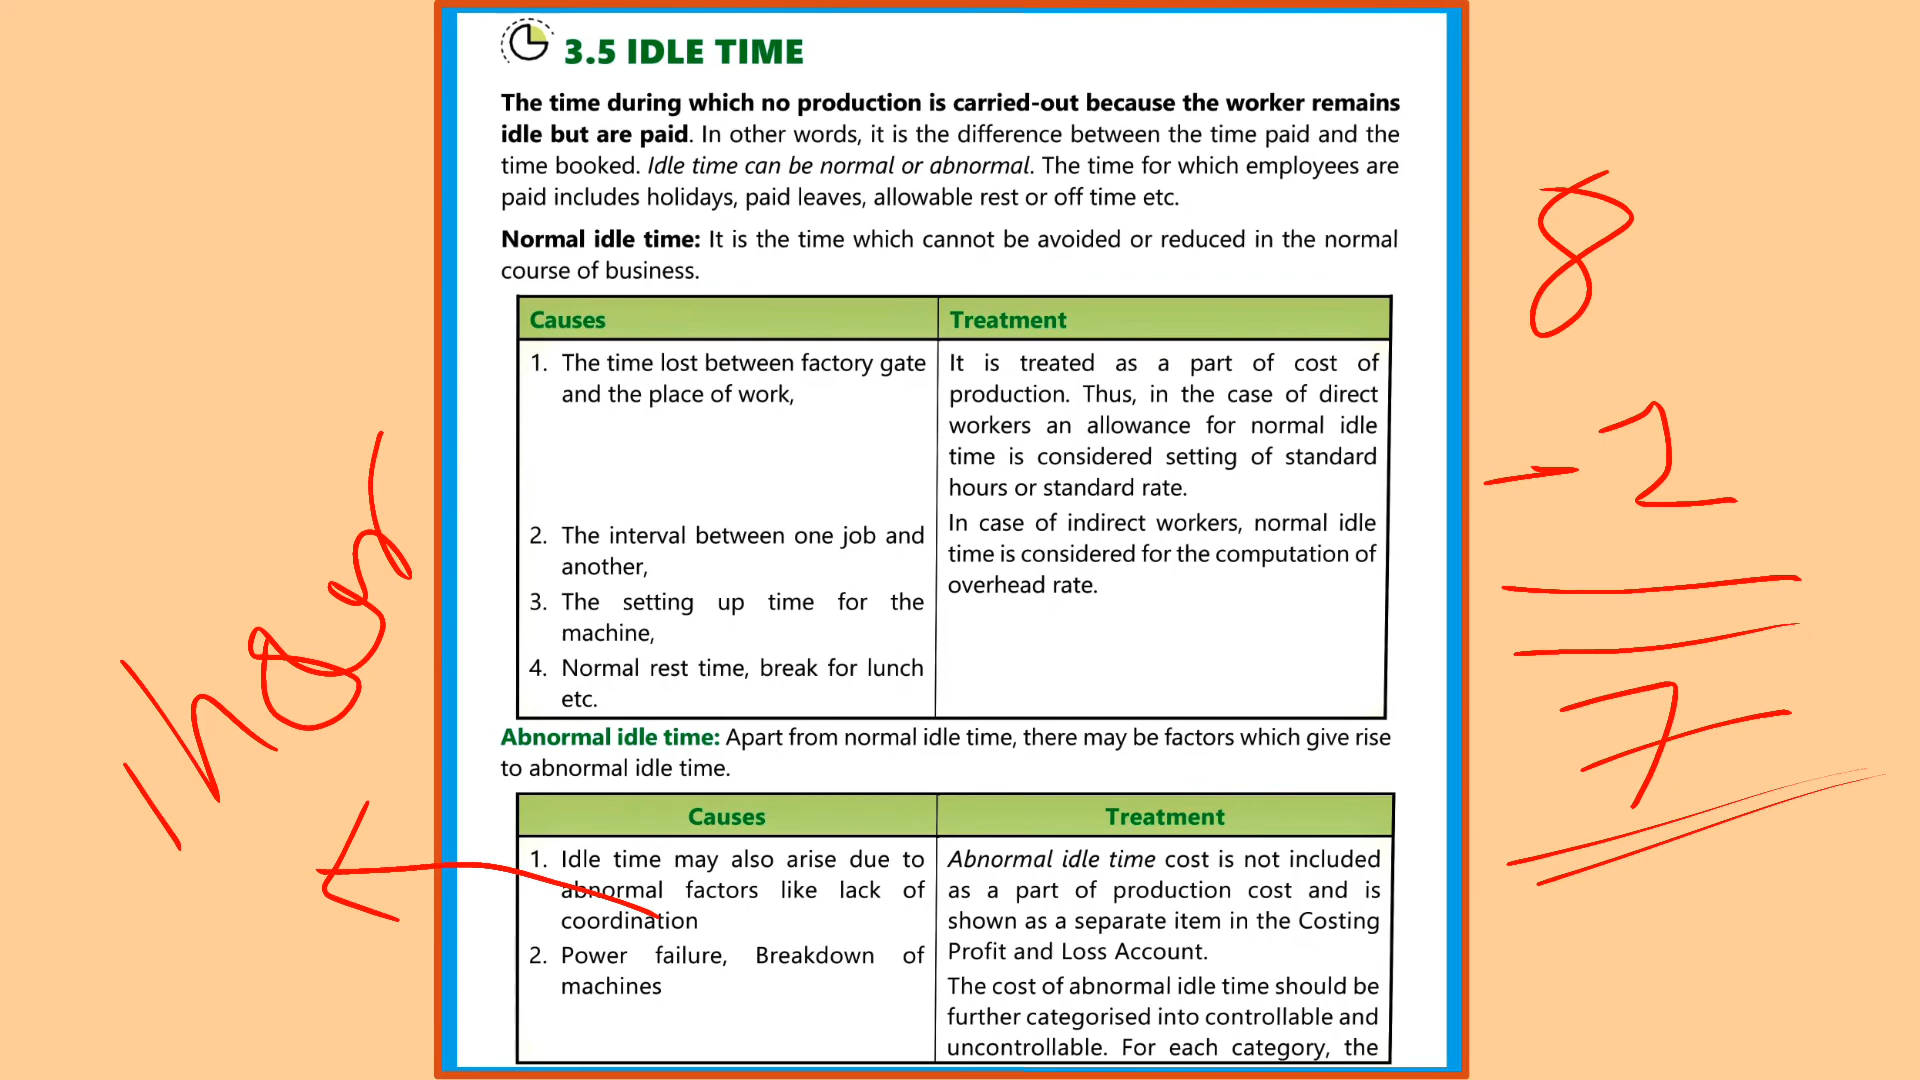 3.5 IDLE TIME
The time during which no production is carried-out because the worker remains
idle but are paid. In other words, it is the difference between the time paid and the
time booked. Idle time can be normal or abnormal. The time for which employees are
paid includes holidays, paid leaves, allowable rest or off time etc.
Normal idle time: It is the time which cannot be avoided or reduced in the normal
course of business.
Causes
1. The time lost between factory gate
and the place of work,
2. The interval between one job and
another,
3. The setting up time for the
machine,
4. Normal rest time, break for lunch
etc.
Treatment
It is treated as a part of cost of
production. Thus, in the case of direct
workers an allowance for normal idle
time is considered setting of standard
hours or standard rate.
In case of indirect workers, normal idle
time is considered for the computation of
overhead rate.
Abnormal idle time: Apart from normal idle time, there may be factors which give rise
to abnormal idle time.
Causes
1. Idle time may also arise due to
abnormal factors like lack of
coordination
2. Power failure, Breakdown of
machines
Treatment
Abnormal idle time cost is not included
as a part of production cost and is
shown as a separate item in the Costing
Profit and Loss Account.
The cost of abnormal idle time should be
further categorised into controllable and
uncontrollable. For each category, the
1 hour
8
- 1
7